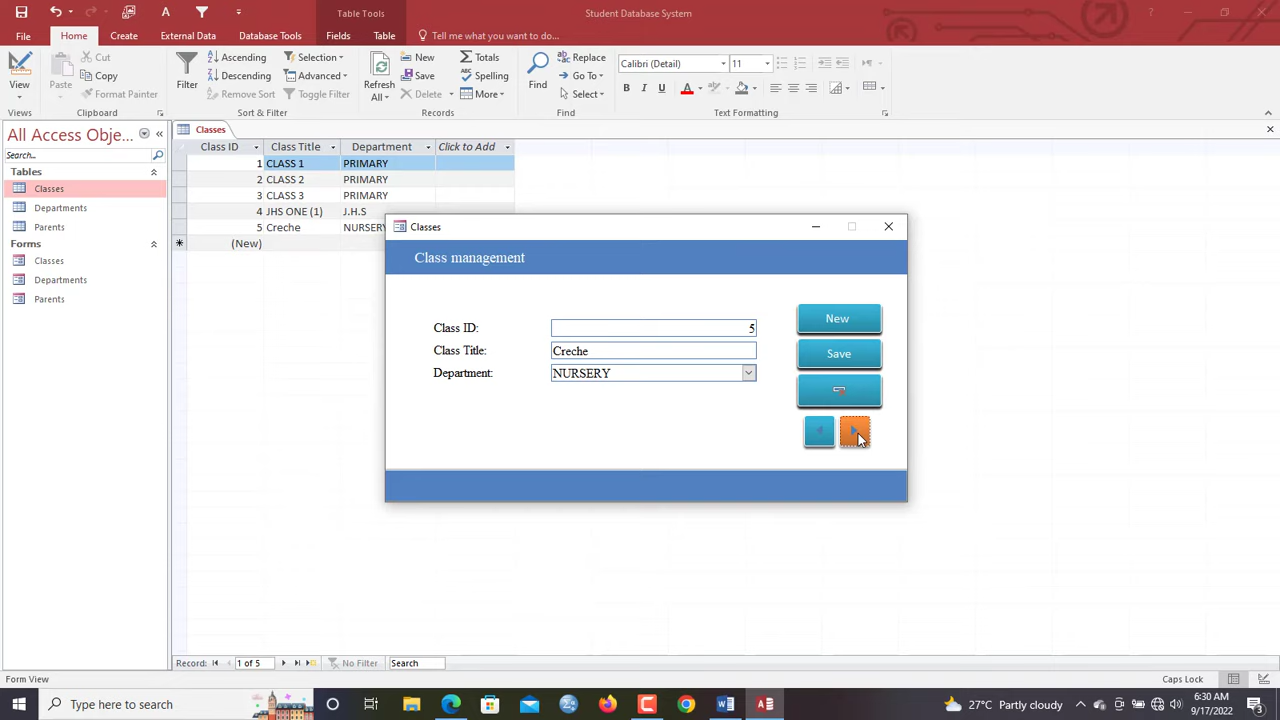 Table Tools
Student Database System
File
Home
Create
External Data
Database Tools
Fields
Table
Tell me what you want to do...
View
Views
Paste
Cut
Copy
Format Painter
Clipboard
Filter
Ascending
Descending
Remove Sort
Selection
Advanced
Toggle Filter
Sort & Filter
Refresh
All
New
Save
Delete
Totals
Spelling
More
Records
Find
Replace
Go To
Select
Find
Calibri (Detail)
11
B I U A
Text Formatting
All Access Obje...
Search...
Tables
Classes
Departments
Parents
Forms
Classes
Departments
Parents
Classes
Class ID Class Title Department Click to Add
1 CLASS 1 PRIMARY
2 CLASS 2 PRIMARY
3 CLASS 3 PRIMARY
4 JHS ONE (1) J.H.S
5 Creche NURSERY
(New)
Classes
Class management
Class ID: 5
Class Title: Creche
Department: NURSERY
New
Save
Record: 1 of 5 No Filter Search
Form View
Caps Lock
Type here to search
27°C Partly cloudy
6:30 AM
9/17/2022
3